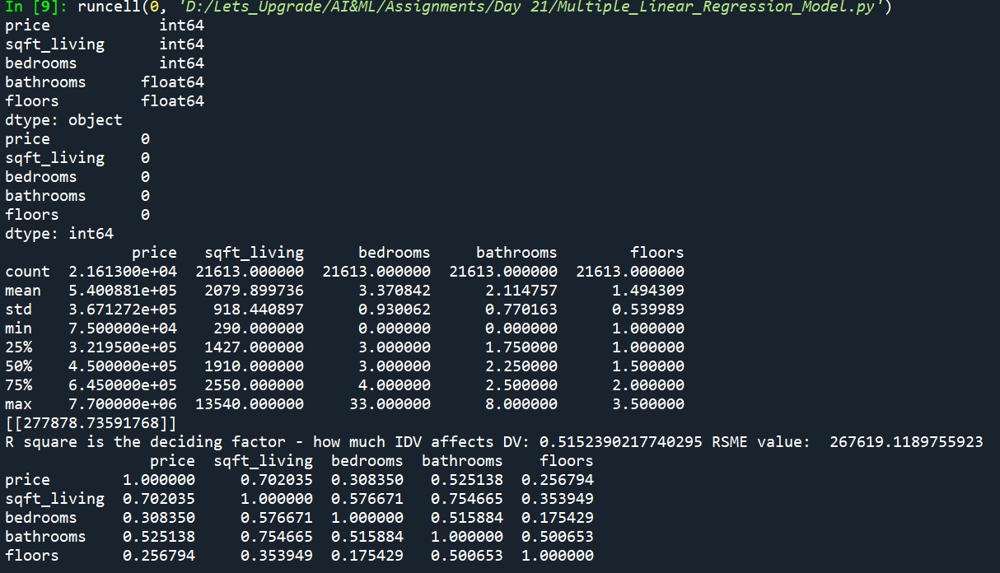 In [9]: runcell(0, 'D:/Lets_Upgrade/AI&ML/Assignments/Day 21/Multiple_Linear_Regression_Model.py')
price            int64
sqft_living      int64
bedrooms         int64
bathrooms      float64
floors         float64
dtype: object
price          0
sqft_living    0
bedrooms       0
bathrooms      0
floors         0
dtype: int64
              price   sqft_living      bedrooms     bathrooms        floors
count  2.161300e+04  21613.000000  21613.000000  21613.000000  21613.000000
mean   5.400881e+05   2079.899736      3.370842      2.114757      1.494309
std    3.671272e+05    918.440897      0.930062      0.770163      0.539989
min    7.500000e+04    290.000000      0.000000      0.000000      1.000000
25%    3.219500e+05   1427.000000      3.000000      1.750000      1.000000
50%    4.500000e+05   1910.000000      3.000000      2.250000      1.500000
75%    6.450000e+05   2550.000000      4.000000      2.500000      2.000000
max    7.700000e+06  13540.000000     33.000000      8.000000      3.500000
[[277878.73591768]]
R square is the deciding factor - how much IDV affects DV: 0.5152390217740295 RSME value:  267619.1189755923
                price  sqft_living  bedrooms  bathrooms    floors
price        1.000000     0.702035  0.308350   0.525138  0.256794
sqft_living  0.702035     1.000000  0.576671   0.754665  0.353949
bedrooms     0.308350     0.576671  1.000000   0.515884  0.175429
bathrooms    0.525138     0.754665  0.515884   1.000000  0.500653
floors       0.256794     0.353949  0.175429   0.500653  1.000000